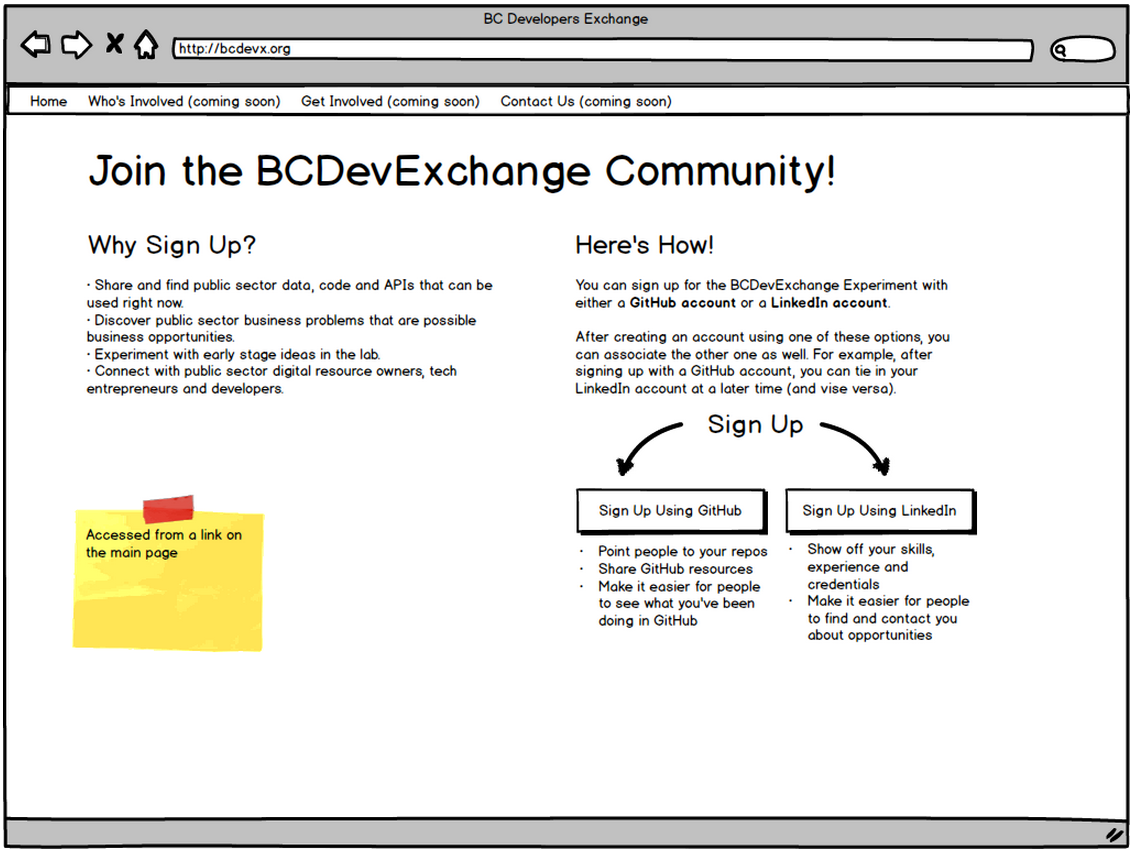 BC Developers Exchange
http://bcdevx.org
Home Who's Involved (coming soon) Get Involved (coming soon) Contact Us (coming soon)
Join the BCDevExchange Community!
Why Sign Up?
· Share and find public sector data, code and APIs that can be
used right now.
· Discover public sector business problems that are possible
business opportunities.
· Experiment with early stage ideas in the lab.
· Connect with public sector digital resource owners, tech
entrepreneurs and developers.
Accessed from a link on
the main page
Here's How!
You can sign up for the BCDevExchange Experiment with
either a GitHub account or a LinkedIn account.
After creating an account using one of these options, you
can associate the other one as well. For example, after
signing up with a GitHub account, you can tie in your
LinkedIn account at a later time (and vise versa).
Sign Up
Sign Up Using GitHub
· Point people to your repos
· Share GitHub resources
· Make it easier for people
to see what you've been
doing in GitHub
Sign Up Using LinkedIn
· Show off your skills,
experience and
credentials
· Make it easier for people
to find and contact you
about opportunities